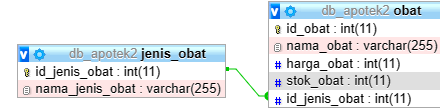 db_apotek2 jenis_obat
id_jenis_obat : int(11)
nama_jenis_obat : varchar(255)
db_apotek2 obat
id_obat : int(11)
nama_obat : varchar(255)
harga_obat : int(11)
stok_obat : int(11)
id_jenis_obat : int(11)